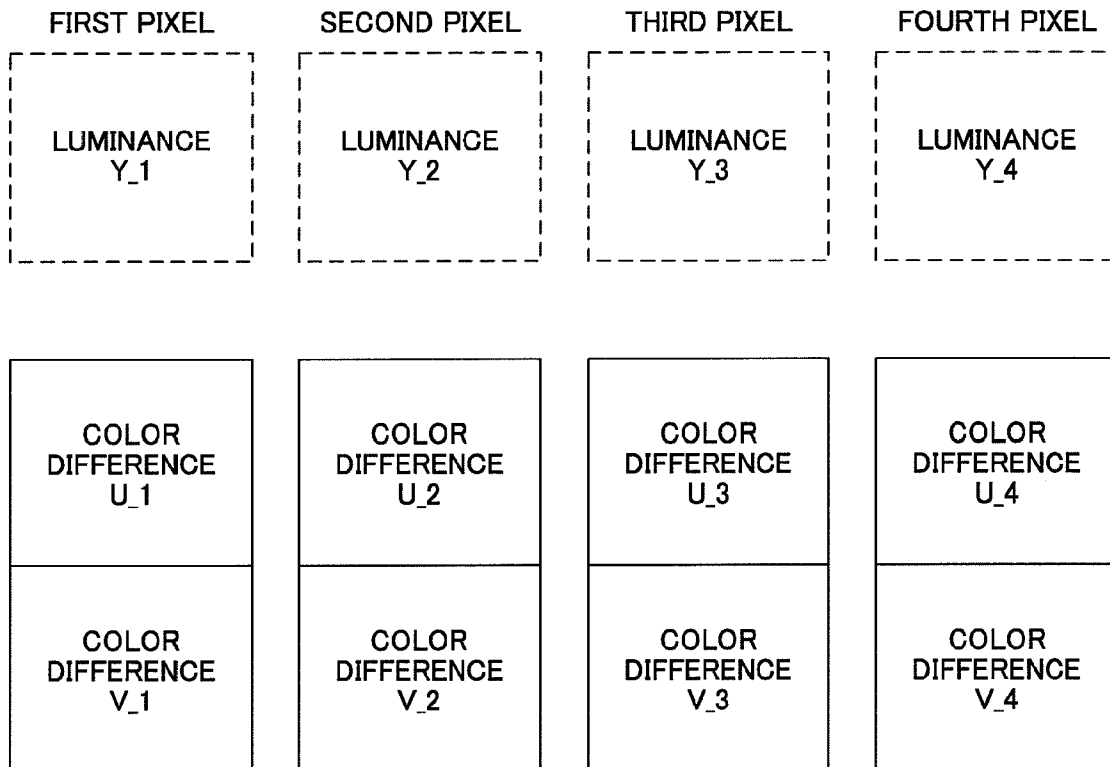 FIRST PIXEL SECOND PIXEL THIRD PIXEL FOURTH PIXEL
LUMINANCE
Y_1
LUMINANCE
Y_2
LUMINANCE
Y_3
LUMINANCE
Y_4
COLOR
DIFFERENCE
U_1
COLOR
DIFFERENCE
U_2
COLOR
DIFFERENCE
U_3
COLOR
DIFFERENCE
U_4
COLOR
DIFFERENCE
V_1
COLOR
DIFFERENCE
V_2
COLOR
DIFFERENCE
V_3
COLOR
DIFFERENCE
V_4